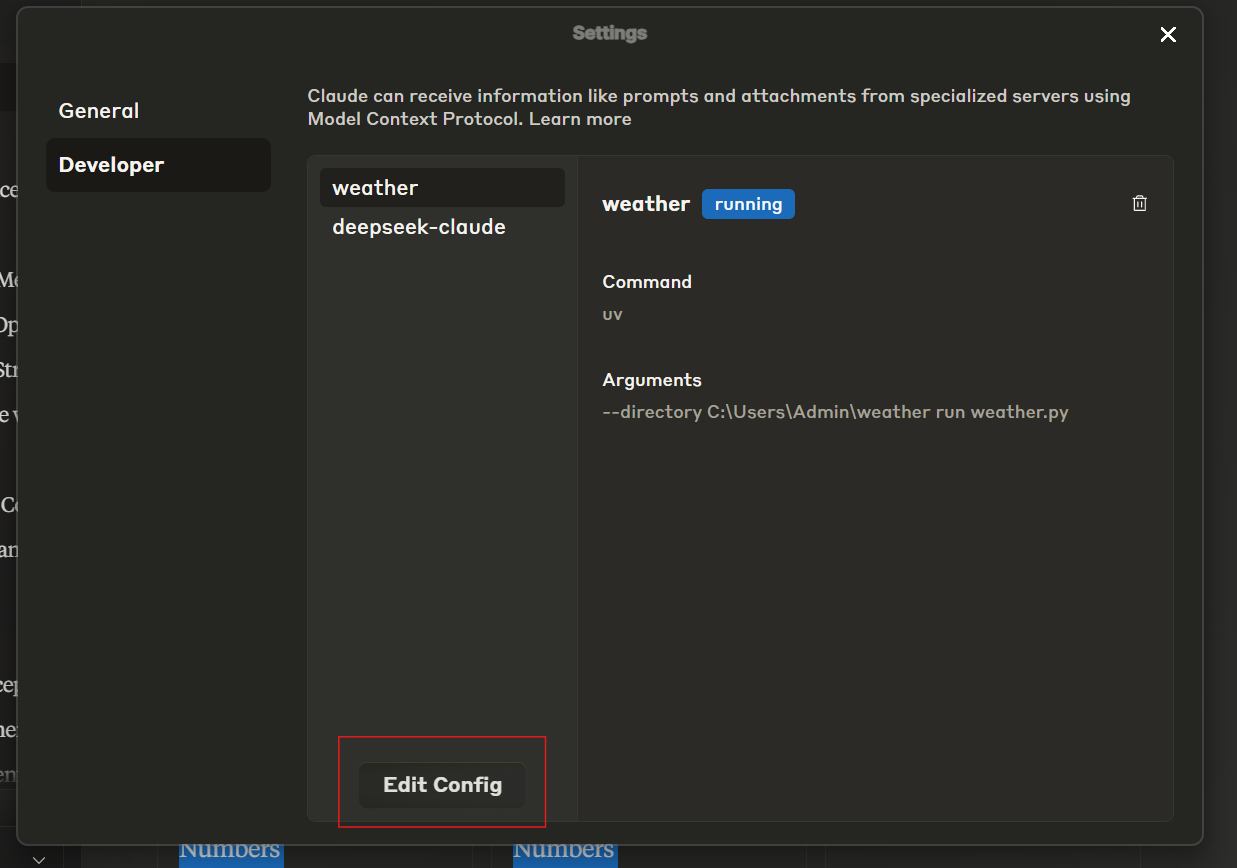 Settings
General
Developer
Claude can receive information like prompts and attachments from specialized servers using
Model Context Protocol. Learn more
weather
deepseek-claude
weather running
Command
uv
Arguments
--directory C:\Users\Admin\weather run weather.py
Edit Config
Numbers Numbers